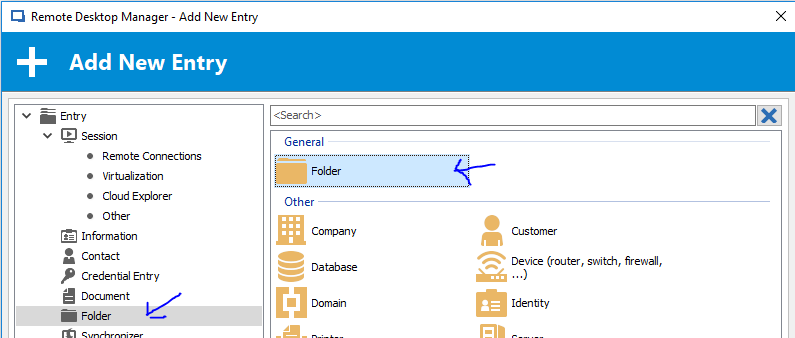 Remote Desktop Manager - Add New Entry
Add New Entry
Entry
Session
Remote Connections
Virtualization
Cloud Explorer
Other
Information
Contact
Credential Entry
Document
Folder
Synchronizer
<Search>
General
Folder
Other
Company
Customer
Database
Device (router, switch, firewall,
...)
Domain
Identity
Printer
Server